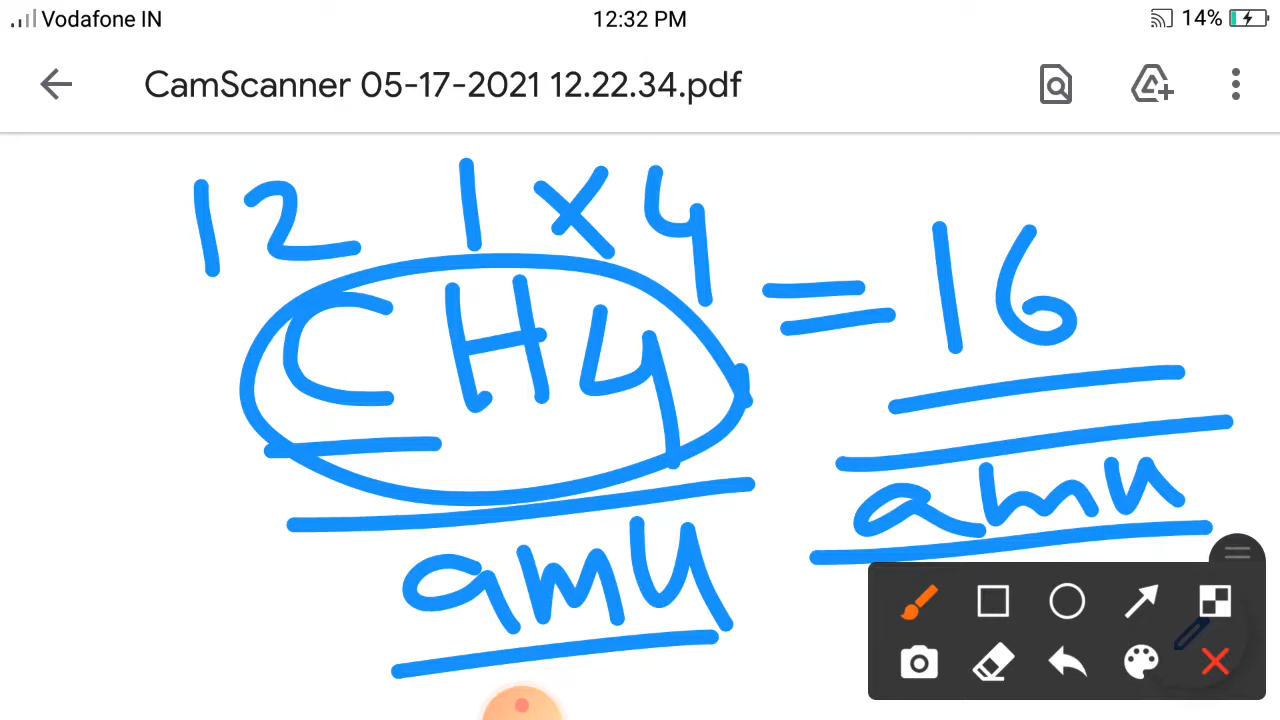 Vodafone IN 12:32 PM 14%
CamScanner 05-17-2021 12.22.34.pdf
12 1 × 4
CH4 = 16
amu
amu